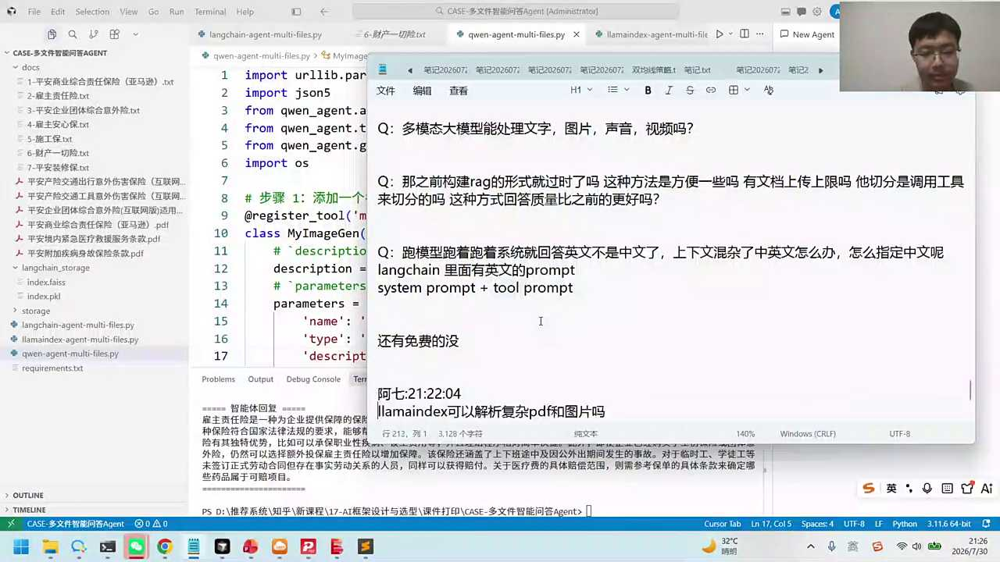 File Edit Selection View Go Run Terminal Help
CASE-多文件智能问答Agent [Administrator]
langchain-agent-multi-files.py
6-财产一切险.txt
qwen-agent-multi-files.py
llamaindex-agent-multi-file
New Agent
CASE-多文件智能问答AGENT
docs
1-平安商业综合责任保险（亚马逊）.txt
2-雇主责任险.txt
3-平安企业团体综合意外险.txt
4-雇主安心保.txt
5-施工保.txt
6-财产一切险.txt
7-平安装修保.txt
平安产险交通出行意外伤害保险（互联网...
平安产险交通工具意外伤害保险（互联网...
平安企业团体综合意外险(互联网版)适用...
平安商业综合责任保险（亚马逊）.pdf
平安境内紧急医疗救援服务条款.pdf
平安附加疾病身故保险条款.pdf
langchain_storage
index.faiss
index.pkl
storage
langchain-agent-multi-files.py
llamaindex-agent-multi-files.py
qwen-agent-multi-files.py
requirements.txt
OUTLINE
TIMELINE
qwen-agent-multi-files.py > MyImage
1 import urllib.par
2 import json5
3 from qwen_agent.a
4 from qwen_agent.t
5 from qwen_agent.g
6 import os
7
8 # 步骤 1：添加一个
9 @register_tool('m
10 class MyImageGen(
11 # `descriptio
12 description =
13 # `parameters
14 parameters =
15 'name': '
16 'type': '
17 'descript
笔记2026072 笔记2026072 笔记2026072 笔记2026072 双均线策略.t 笔记.txt 笔记2026072 笔记2
文件 编辑 查看 H1 B I S
Q：多模态大模型能处理文字，图片，声音，视频吗？
Q：那之前构建rag的形式就过时了吗 这种方法是方便一些吗 有文档上传上限吗 他切分是调用工具
来切分的吗 这种方式回答质量比之前的更好吗？
Q：跑模型跑着跑着系统就回答英文不是中文了，上下文混杂了中英文怎么办，怎么指定中文呢
langchain 里面有英文的prompt
system prompt + tool prompt
还有免费的没
阿七:21:22:04
llamaindex可以解析复杂pdf和图片吗
行 213，列 1 3,128 个字符 纯文本 140% Windows (CRLF) UTF-8
Problems Output Debug Console Ter
===== 智能体回复 =====
雇主责任险是一种为企业提供保障的保险
种保险符合国家法律法规的要求，能够帮
险有其独特优势，比如可以承保职业性疾
外险，仍然可以选择额外投保雇主责任险以增加保障。该保险还涵盖了上下班途中及因公外出期间发生的事故。对于临时工、学徒工等
未签订正式劳动合同但存在事实劳动关系的人员，同样可以获得赔付。关于医疗费的具体赔偿范围，则需参考保单的具体条款来确定哪
些药品属于可赔项目。
=====================
PS D:\推荐系统\知乎\新课程\17-AI框架设计与选型\课件打印\CASE-多文件智能问答Agent>
英
CASE-多文件智能问答Agent 0 0 Cursor Tab Ln 17, Col 5 Spaces: 4 UTF-8 LF Python 3.11.6 64-bit
32°C
晴朗
英
21:26
2026/7/30